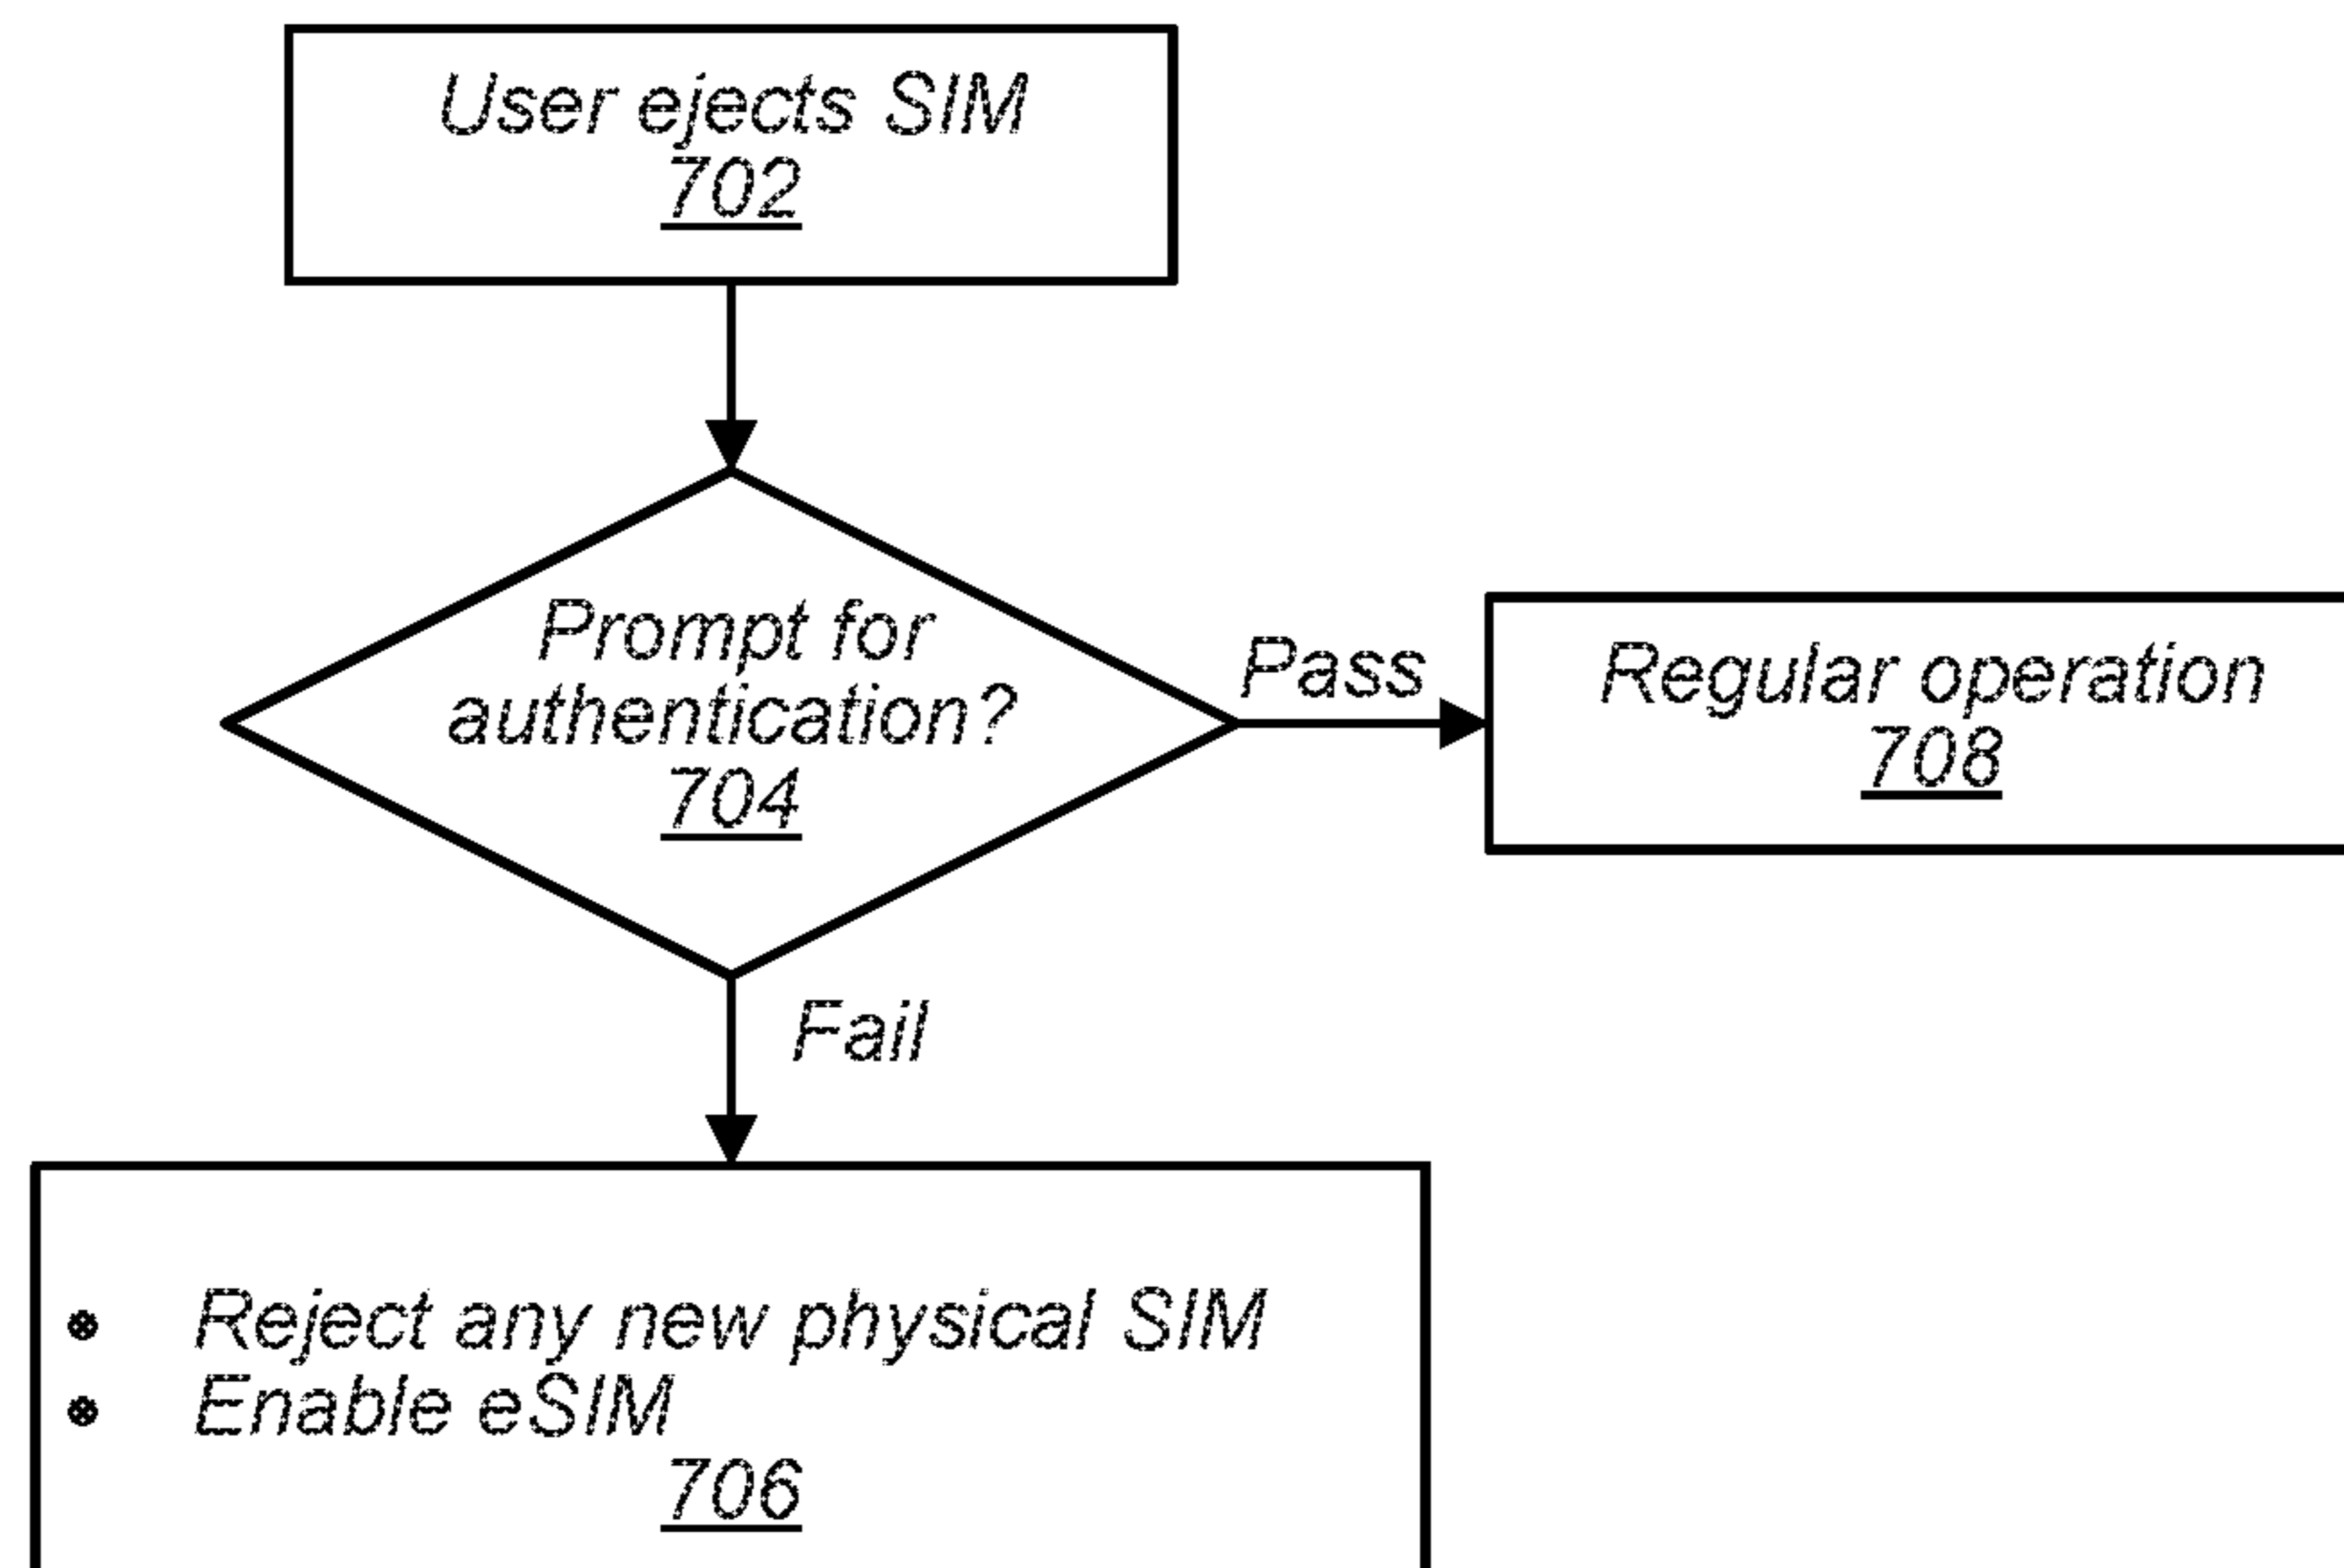 User ejects SIM
702
Prompt for
authentication?
704
Pass
Regular operation
708
Fail
• Reject any new physical SIM
• Enable eSIM
706